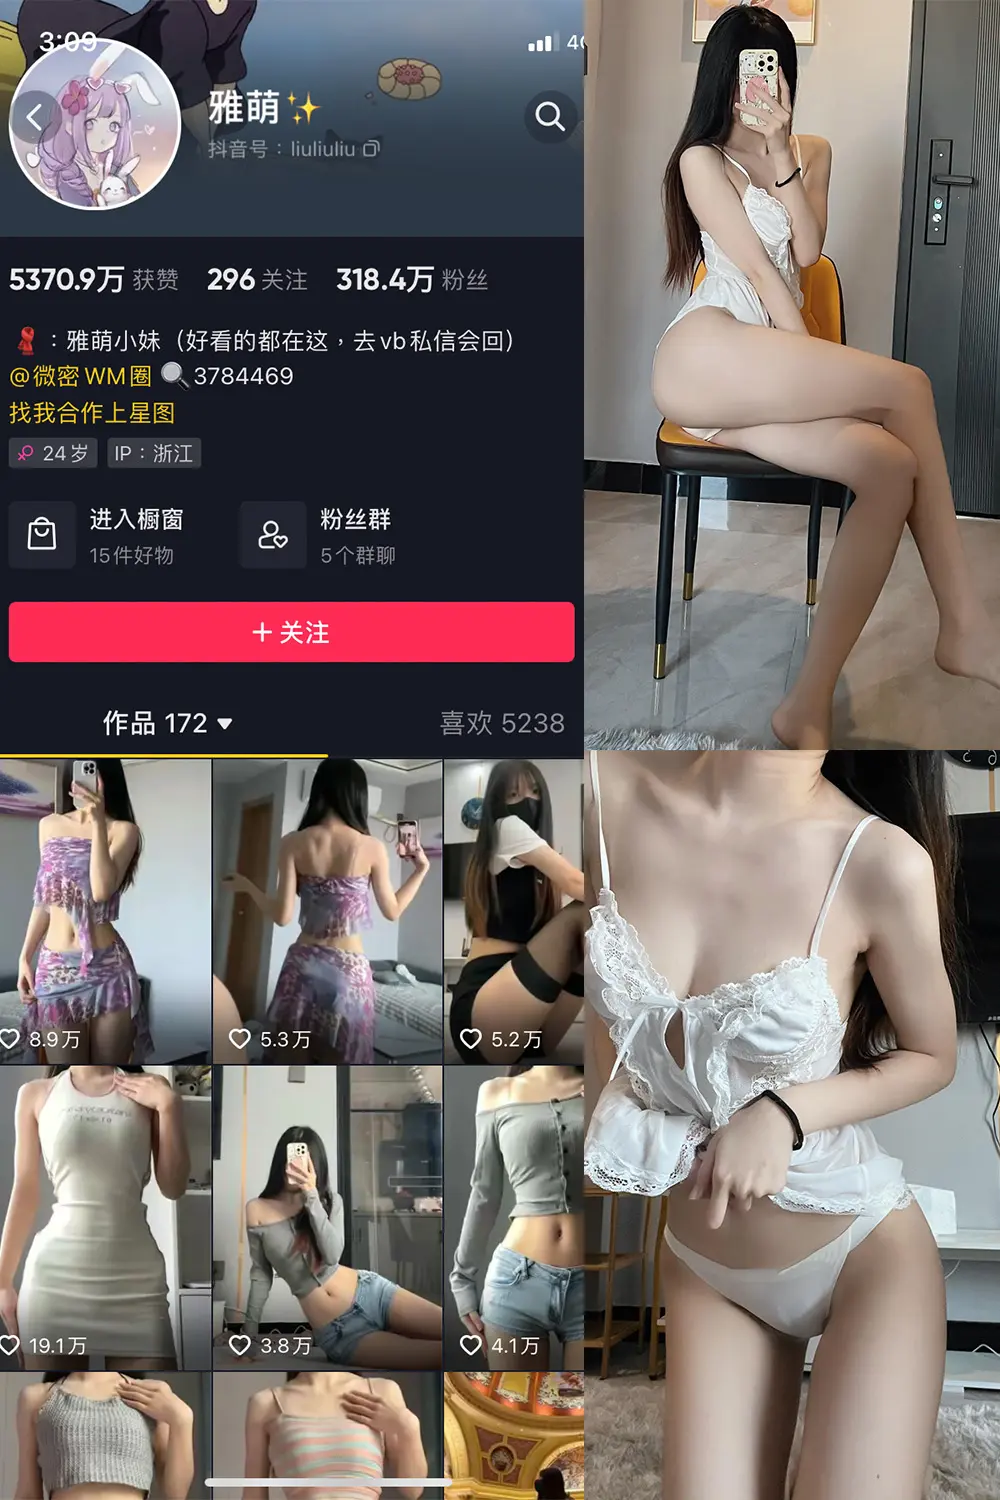 3:09
4G
雅萌✨
抖音号：liuliuliu
5370.9万 获赞 296 关注 318.4万 粉丝
：雅萌小妹（好看的都在这，去vb私信会回）
@微密WM圈 🔍3784469
找我合作上星图
24岁 IP：浙江
进入橱窗
15件好物
粉丝群
5个群聊
+ 关注
作品 172 喜欢 5238
8.9万
5.3万
5.2万
19.1万
3.8万
4.1万